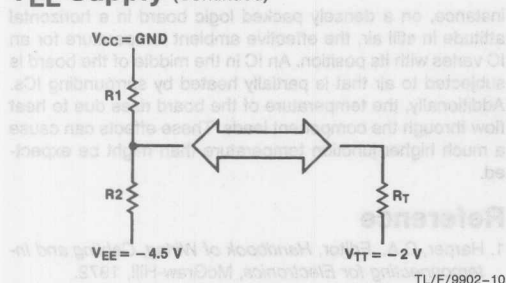 VEE Supply (Continued)
instance, on a densely packed logic board in a horizontal
attitude in still air, the effective ambient temperature for an
IC varies with its position. An IC in the middle of the board is
subjected to air that is partially heated by surrounding ICs.
Additionally, the temperature of the board rises due to heat
flow through the component leads. These effects can cause
a much higher junction temperature than might be expect-
ed.
Reference
1. Harper, C.A., Editor, Handbook of Wiring, Cabling and In-
terconnecting for Electronics, McGraw-Hill, 1972.
VCC = GND
R1
R2
RT
VEE = −4.5 V
VTT = −2 V
TL/F/9902–10